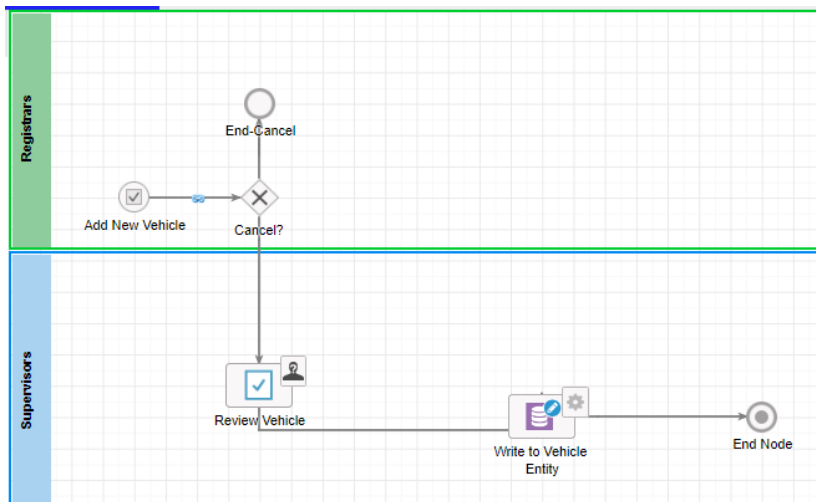 Registrars
End-Cancel
Add New Vehicle
Cancel?
Supervisors
Review Vehicle
Write to Vehicle
Entity
End Node